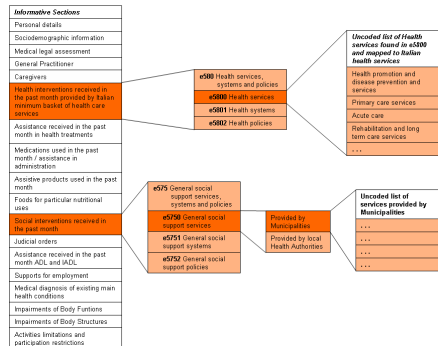 Informative Sections
Personal details
Sociodemographic information
Medical legal assessment
General Practitioner
Caregivers
Health interventions received in
the past month provided by Italian
minimum basket of health care
services
Assistance received in the past
month in health treatments
Medications used in the past
month / assistance in
administration
Assistive products used in the past
month
Foods for particular nutritional
uses
Social interventions received in
the past month
Judicial orders
Assistance received in the past
month ADL and IADL
Supports for employment
Medical diagnosis of existing main
health conditions
Impairments of Body Funtions
Impairments of Body Structures
Activities limitations and
participation restrictions
e580 Health services,
systems and policies
e5800 Health services
e5801 Health systems
e5802 Health policies
Uncoded list of Health
services found in e5800
and mapped to Italian
health services
Health promotion and
disease prevention and
services
Primary care services
Acute care
Rehabilitation and long
term care services
. . .
e575 General social
support services,
systems and policies
e5750 General social
support services
e5751 General social
support systems
e5752 General social
support policies
Provided by
Municipalities
Provided by local
Health Authorities
Uncoded list of
services provided by
Municipalities
. . .
. . .
. . .
. . .